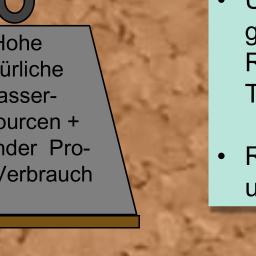 Hohe
ürliche
asser-
ourcen +
nder Pro-
Verbrauch
•
g
R
T
• R
u